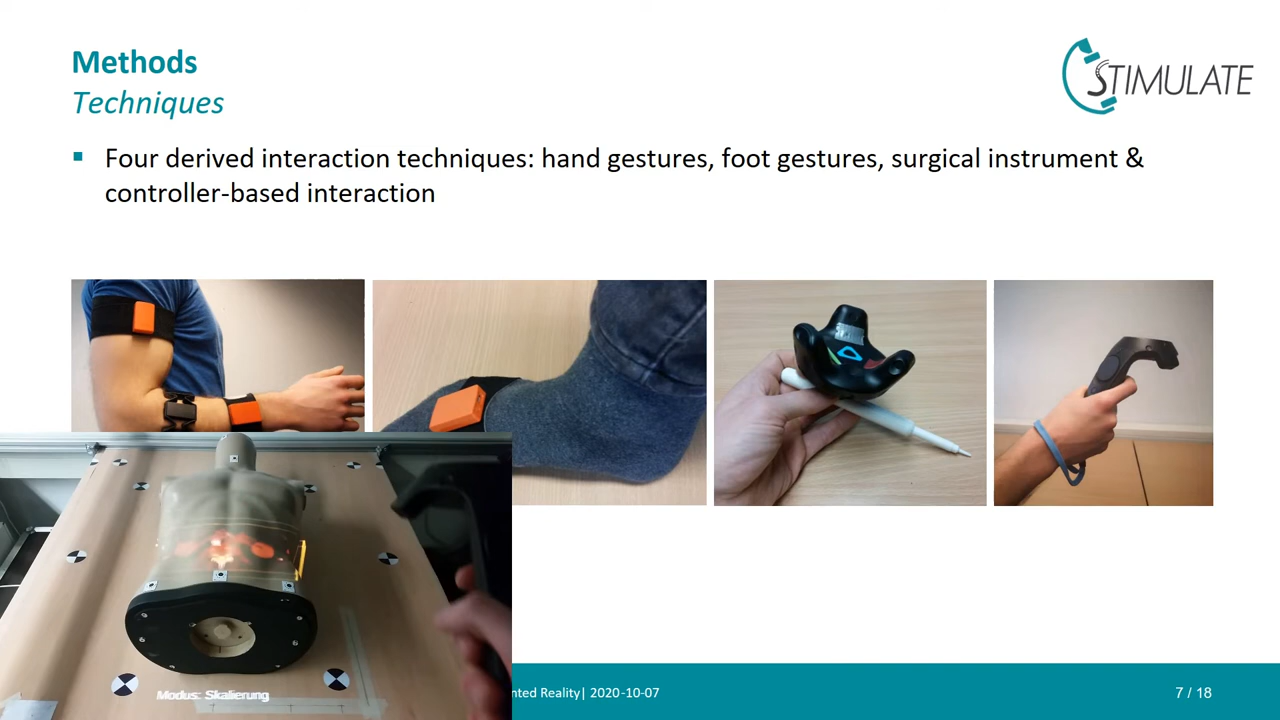 Methods
Techniques
STIMULATE
Four derived interaction techniques: hand gestures, foot gestures, surgical instrument &
controller-based interaction
Modus: Skalierung
nted Reality| 2020-10-07
7 / 18